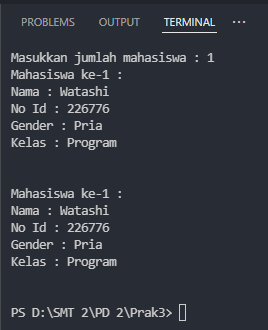 PROBLEMS OUTPUT TERMINAL
Masukkan jumlah mahasiswa : 1
Mahasiswa ke-1 :
Nama : Watashi
No Id : 226776
Gender : Pria
Kelas : Program
Mahasiswa ke-1 :
Nama : Watashi
No Id : 226776
Gender : Pria
Kelas : Program
PS D:\SMT 2\PD 2\Prak3>